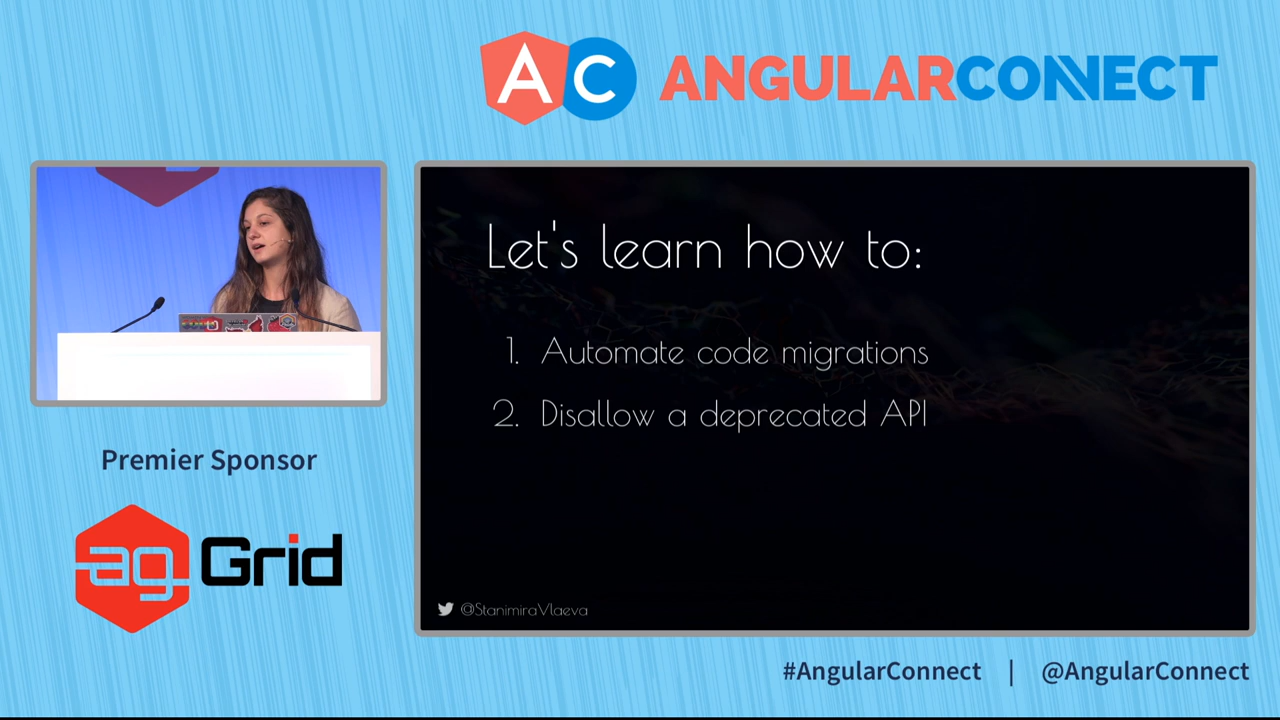 AC ANGULARCONNECT
Let's learn how to:
1. Automate code migrations
2. Disallow a deprecated API
@StanimiraVlaeva
Premier Sponsor
ag Grid
#AngularConnect | @AngularConnect